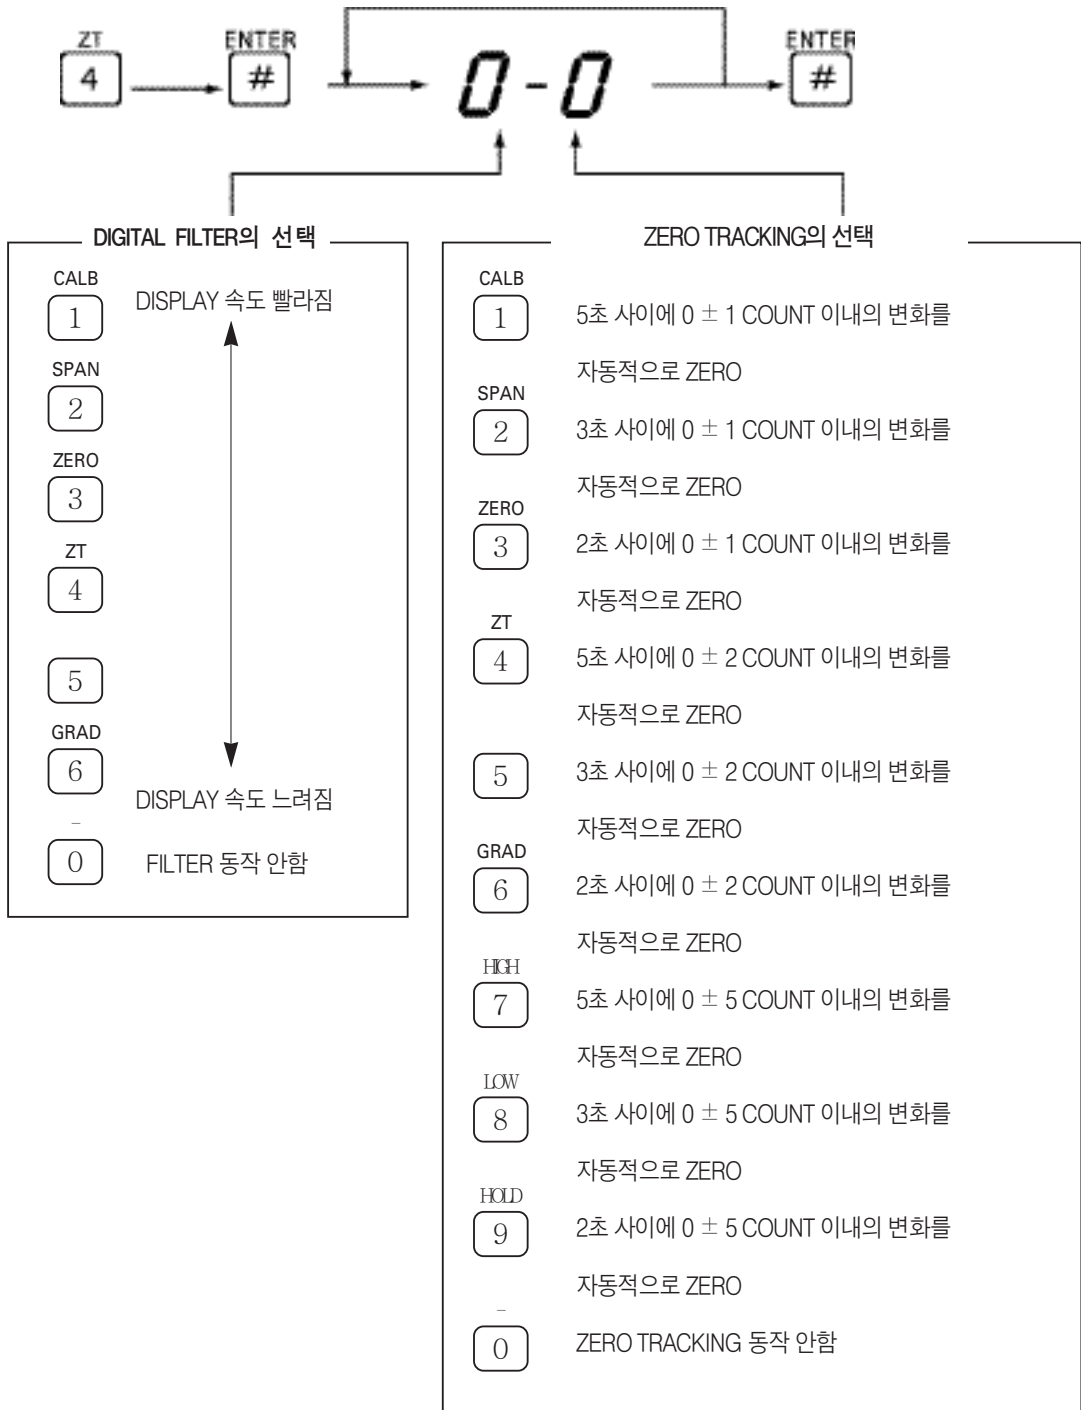 ZT ENTER ENTER
4 # 0-0 #
DIGITAL FILTER의 선택
CALB
1 DISPLAY 속도 빨라짐
SPAN
2
ZERO
3
ZT
4
5
GRAD
6
DISPLAY 속도 느려짐
–
0 FILTER 동작 안함
ZERO TRACKING의 선택
CALB
1 5초 사이에 0 ± 1 COUNT 이내의 변화를
자동적으로 ZERO
SPAN
2 3초 사이에 0 ± 1 COUNT 이내의 변화를
자동적으로 ZERO
ZERO
3 2초 사이에 0 ± 1 COUNT 이내의 변화를
자동적으로 ZERO
ZT
4 5초 사이에 0 ± 2 COUNT 이내의 변화를
자동적으로 ZERO
5 3초 사이에 0 ± 2 COUNT 이내의 변화를
자동적으로 ZERO
GRAD
6 2초 사이에 0 ± 2 COUNT 이내의 변화를
자동적으로 ZERO
HIGH
7 5초 사이에 0 ± 5 COUNT 이내의 변화를
자동적으로 ZERO
LOW
8 3초 사이에 0 ± 5 COUNT 이내의 변화를
자동적으로 ZERO
HOLD
9 2초 사이에 0 ± 5 COUNT 이내의 변화를
자동적으로 ZERO
–
0 ZERO TRACKING 동작 안함